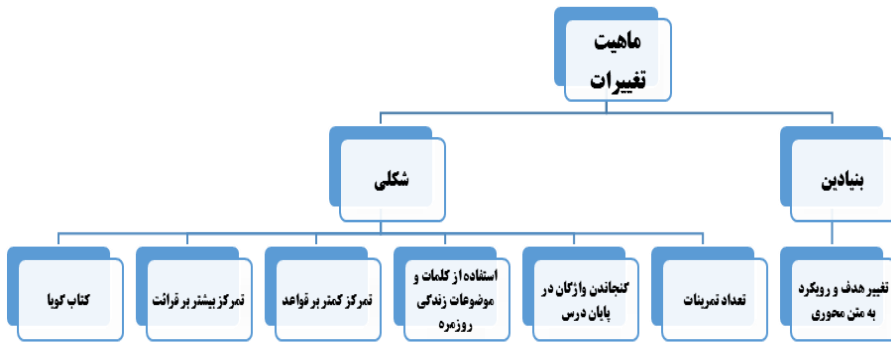 ماهیت
تغییرات
بنیادین
شکلی
تغییر هدف و رویکرد
به متن محوری
تعداد تمرینات
گنجاندن واژگان در
پایان درس
استفاده از کلمات و
موضوعات زندگی
روزمره
تمرکز کمتر بر قواعد
تمرکز بیشتر بر قرائت
کتاب گویا